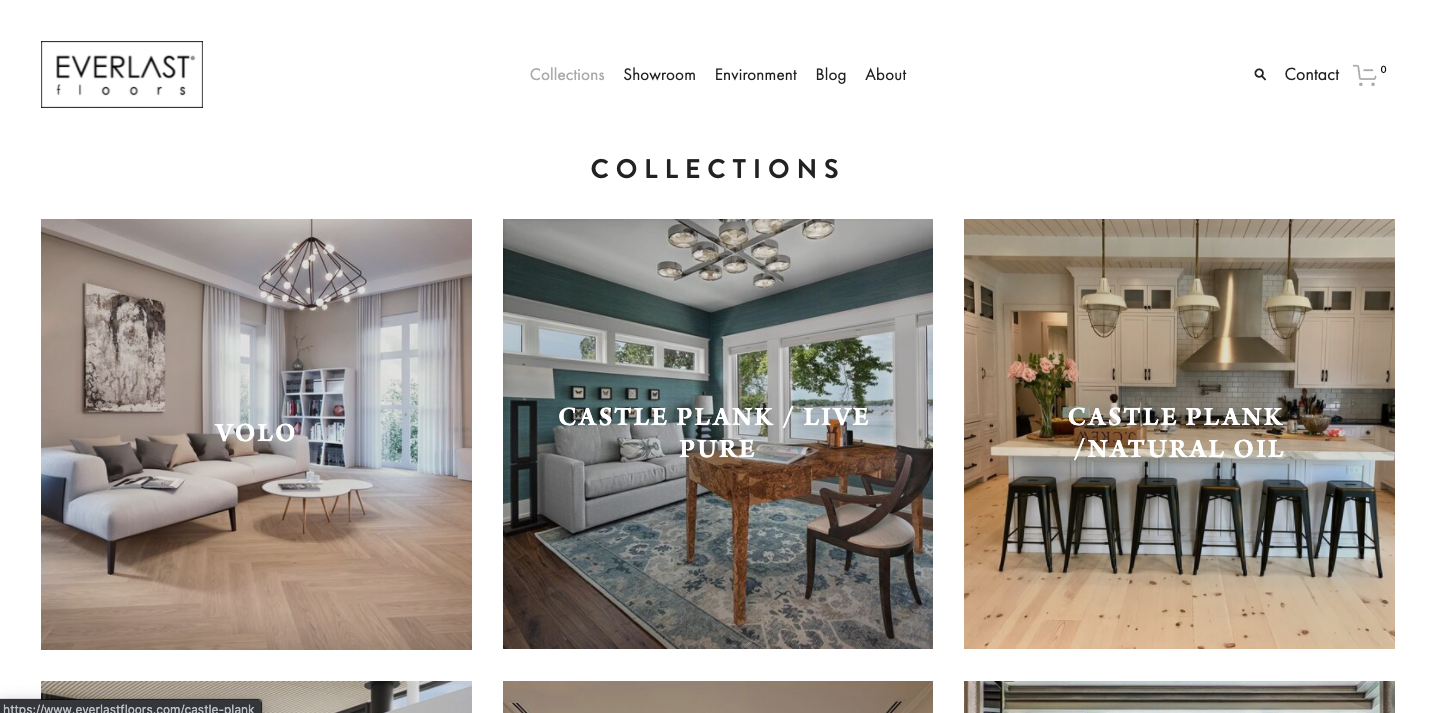 EVERLAST®
floors
Collections Showroom Environment Blog About
Contact 0
COLLECTIONS
VOLO
CASTLE PLANK / LIVE
PURE
CASTLE PLANK
/NATURAL OIL
https://www.everlastfloors.com/castle-plank